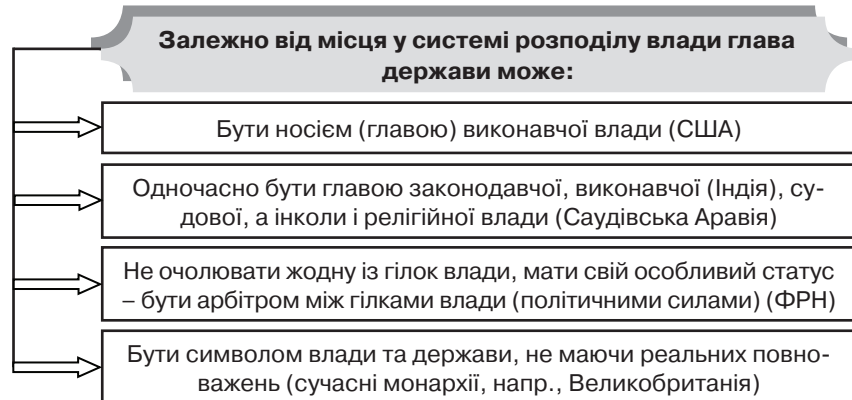 Залежно від місця у системі розподілу влади глава
держави може:
Бути носієм (главою) виконавчої влади (США)
Одночасно бути главою законодавчої, виконавчої (Індія), су-
дової, а інколи і релігійної влади (Саудівська Аравія)
Не очолювати жодну із гілок влади, мати свій особливий статус
– бути арбітром між гілками влади (політичними силами) (ФРН)
Бути символом влади та держави, не маючи реальних повно-
важень (сучасні монархії, напр., Великобританія)